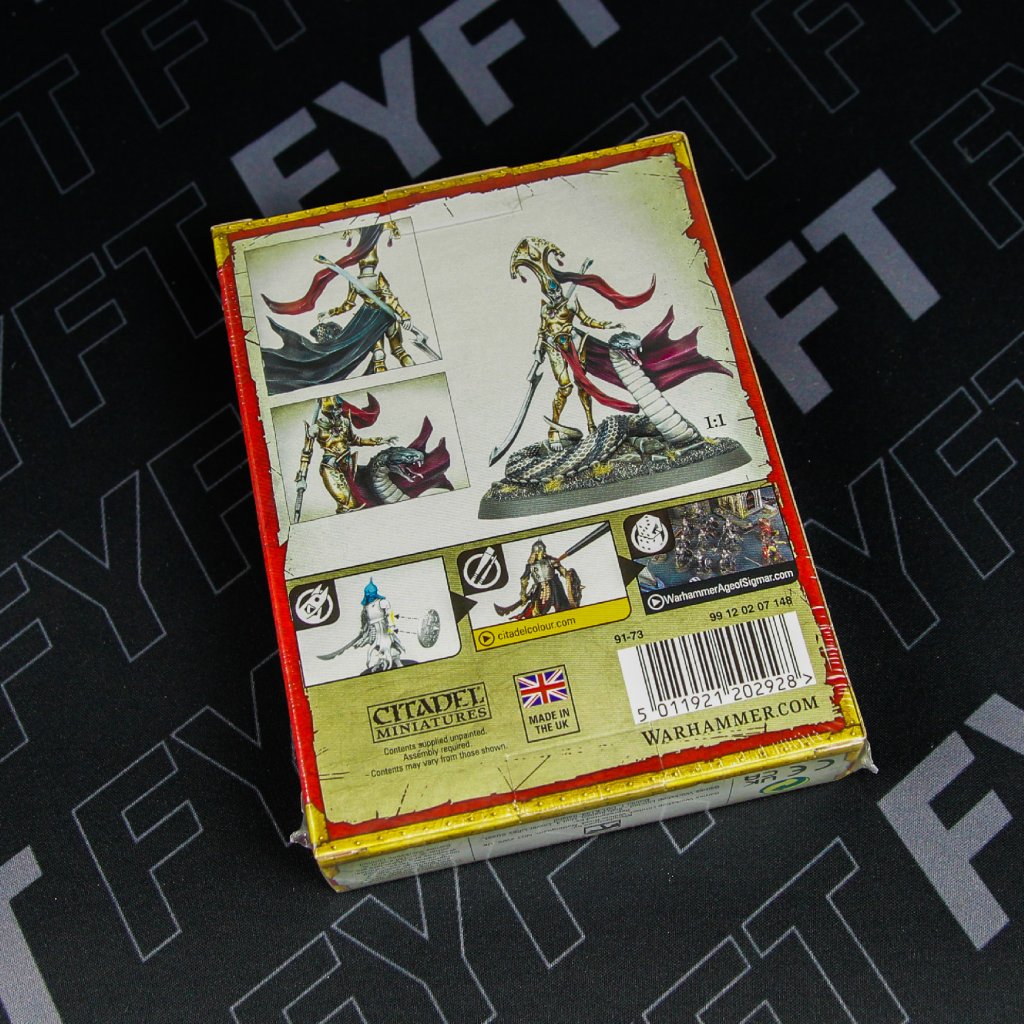 FYFT
FYFT
1:1
WarhammerAgeofSigmar.com
citadelcolour.com
91-73
99 12 02 07 148
5 011921 202928 >
CITADEL
MINIATURES
MADE IN
THE UK
WARHAMMER.COM
Contents supplied unpainted.
Assembly required.
Contents may vary from those shown.